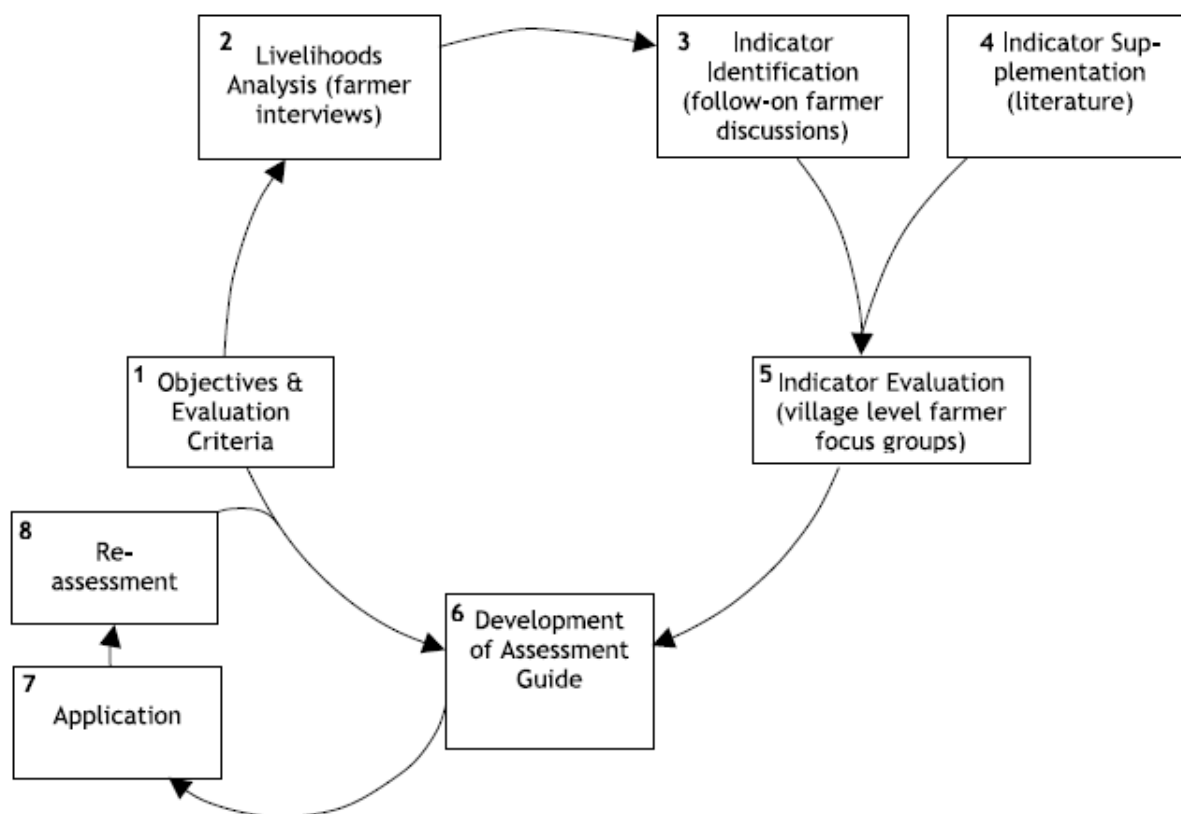 2 Livelihoods
Analysis (farmer
interviews)
3 Indicator
Identification
(follow-on farmer
discussions)
4 Indicator Sup-
plementation
(literature)
1 Objectives &
Evaluation
Criteria
5 Indicator Evaluation
(village level farmer
focus groups)
8 Re-
assessment
6 Development
of Assessment
Guide
7
Application